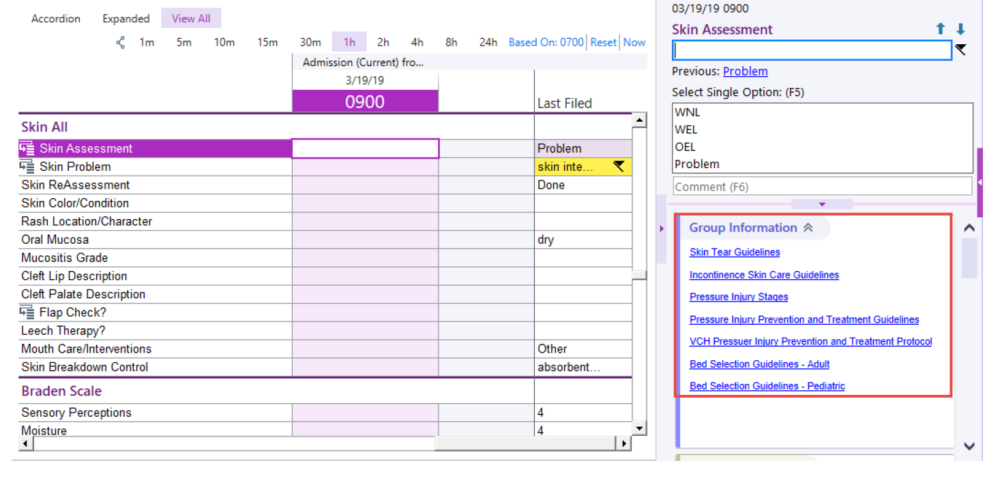 Accordion Expanded View All
1m 5m 10m 15m 30m 1h 2h 4h 8h 24h Based On: 0700 Reset Now
Admission (Current) fro...
3/19/19
0900 Last Filed
Skin All
Skin Assessment Problem
Skin Problem skin inte...
Skin ReAssessment Done
Skin Color/Condition
Rash Location/Character
Oral Mucosa dry
Mucositis Grade
Cleft Lip Description
Cleft Palate Description
Flap Check?
Leech Therapy?
Mouth Care/Interventions Other
Skin Breakdown Control absorbent...
Braden Scale
Sensory Perceptions 4
Moisture 4
03/19/19 0900
Skin Assessment
Previous: Problem
Select Single Option: (F5)
WNL
WEL
OEL
Problem
Comment (F6)
Group Information
Skin Tear Guidelines
Incontinence Skin Care Guidelines
Pressure Injury Stages
Pressure Injury Prevention and Treatment Guidelines
VCH Pressuer Injury Prevention and Treatment Protocol
Bed Selection Guidelines - Adult
Bed Selection Guidelines - Pediatric